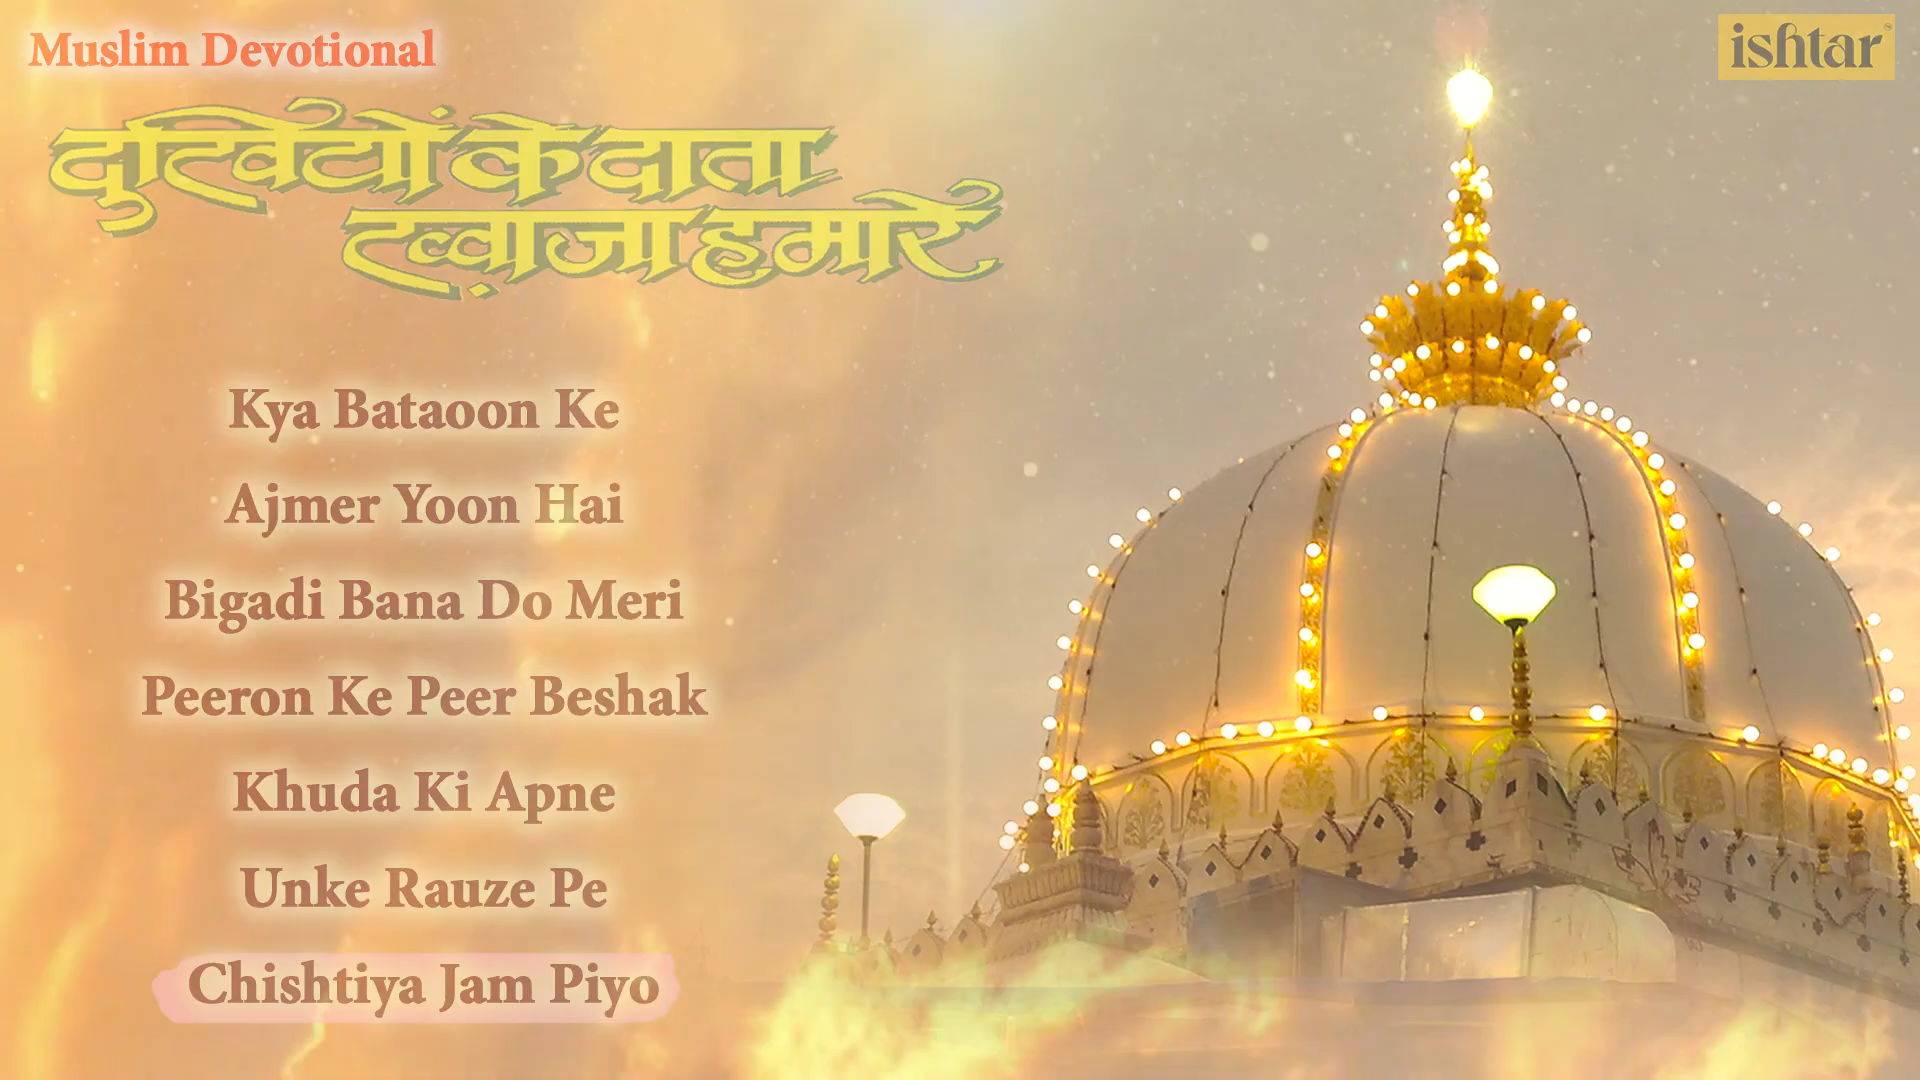 Muslim Devotional
ishtar
दुखियों के दाता
ख्वाजा हमारे
Kya Bataoon Ke
Ajmer Yoon Hai
Bigadi Bana Do Meri
Peeron Ke Peer Beshak
Khuda Ki Apne
Unke Rauze Pe
Chishtiya Jam Piyo